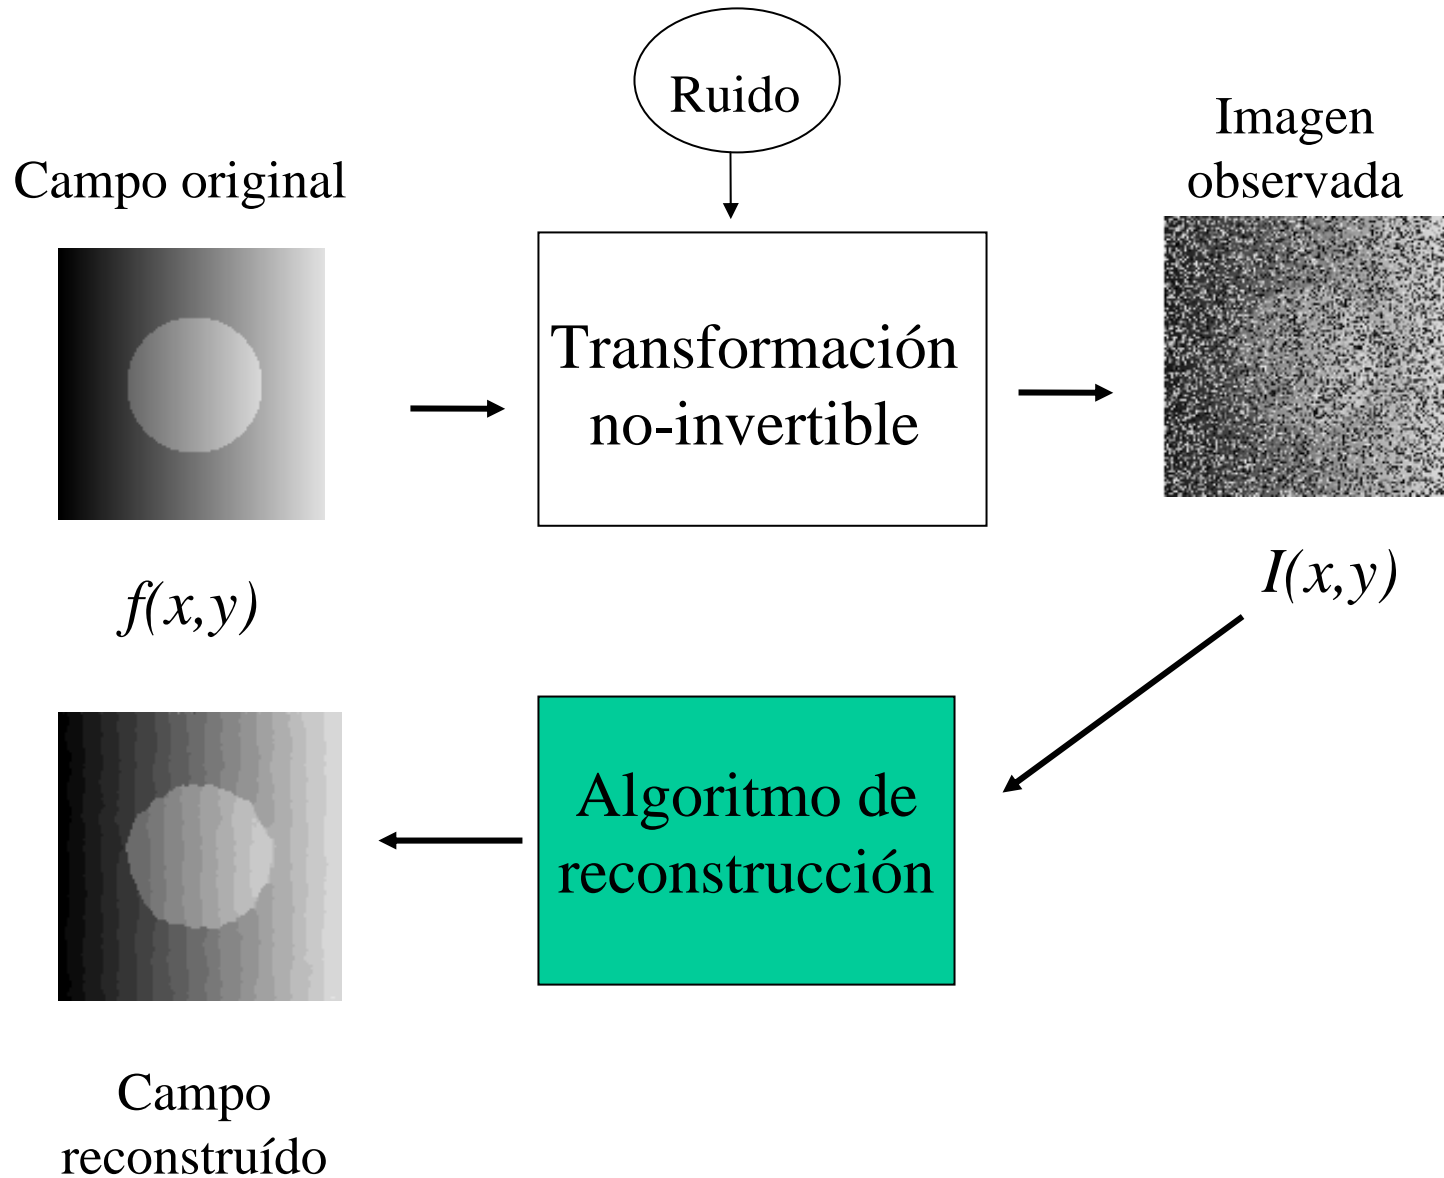 Ruido
Campo original
Imagen
observada
Transformación
no-invertible
f(x,y)
I(x,y)
Algoritmo de
reconstrucción
Campo
reconstruído